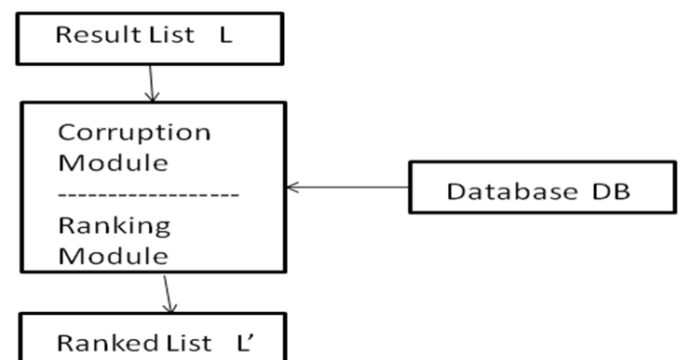 Result List L
Corruption
Module
------------------
Ranking
Module
Database DB
Ranked List L’